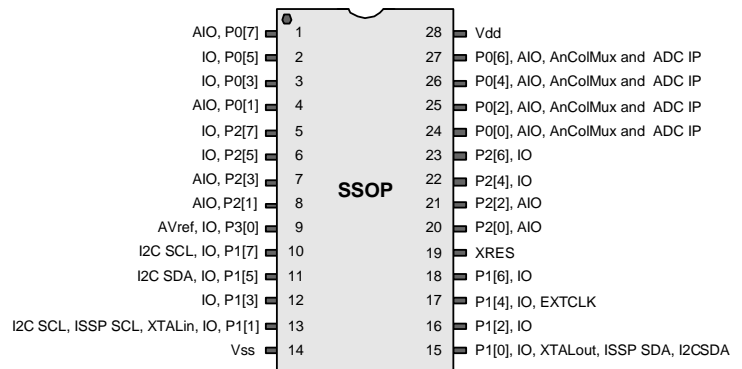 AIO, P0[7] 1 28 Vdd
IO, P0[5] 2 27 P0[6], AIO, AnColMux and ADC IP
IO, P0[3] 3 26 P0[4], AIO, AnColMux and ADC IP
AIO, P0[1] 4 25 P0[2], AIO, AnColMux and ADC IP
IO, P2[7] 5 24 P0[0], AIO, AnColMux and ADC IP
IO, P2[5] 6 23 P2[6], IO
AIO, P2[3] 7 22 P2[4], IO
SSOP
AIO, P2[1] 8 21 P2[2], AIO
AVref, IO, P3[0] 9 20 P2[0], AIO
I2C SCL, IO, P1[7] 10 19 XRES
I2C SDA, IO, P1[5] 11 18 P1[6], IO
IO, P1[3] 12 17 P1[4], IO, EXTCLK
I2C SCL, ISSP SCL, XTALin, IO, P1[1] 13 16 P1[2], IO
Vss 14 15 P1[0], IO, XTALout, ISSP SDA, I2CSDA